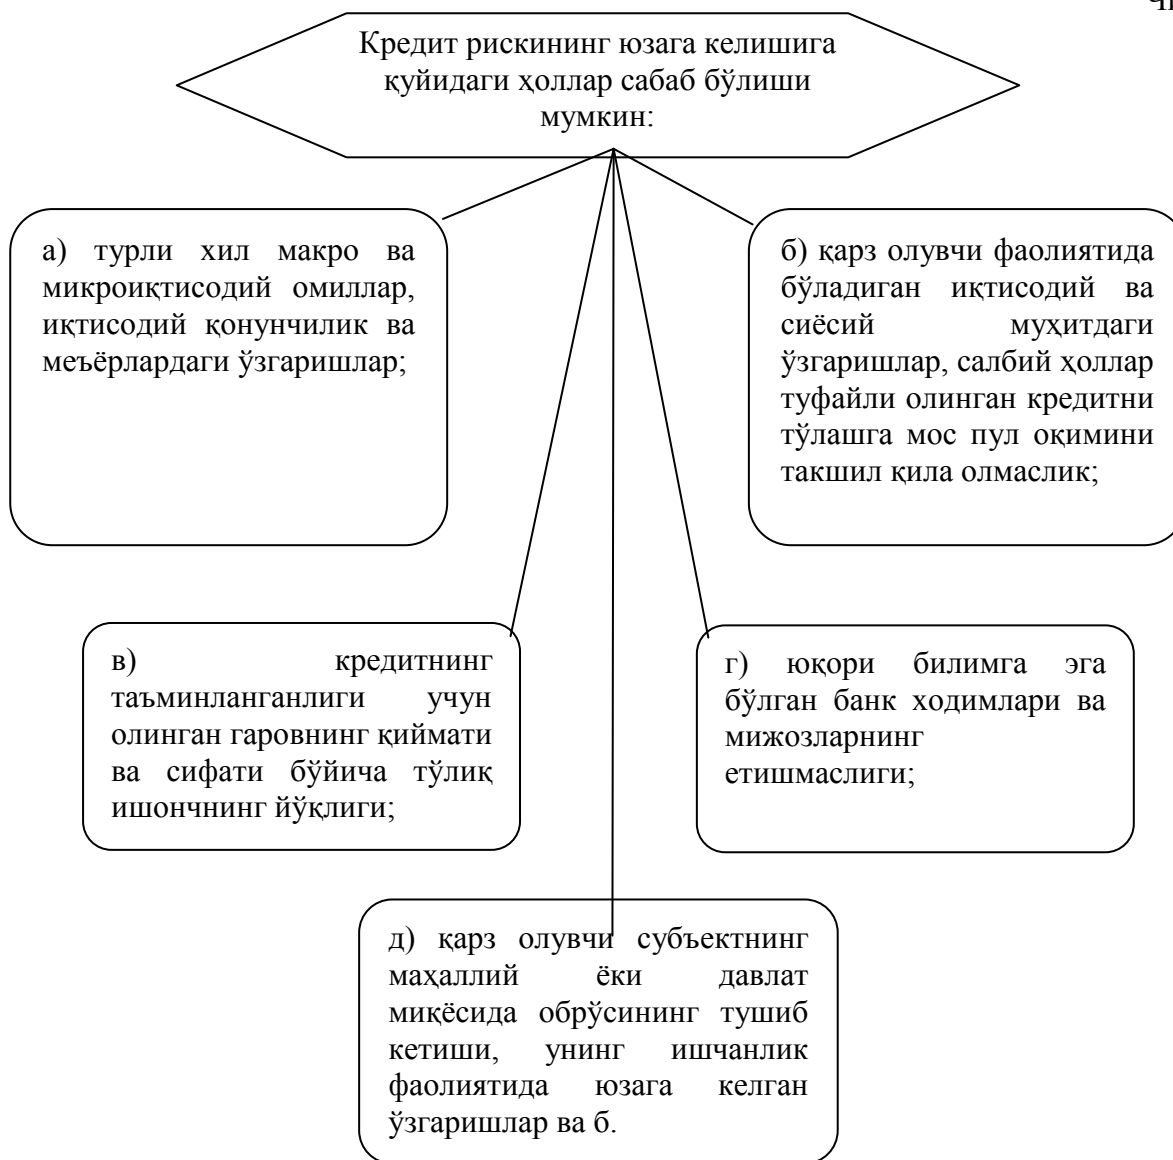 Кредит рискининг юзага келишига
қуйидаги ҳоллар сабаб бўлиши
мумкин:
а) турли хил макро ва
микроиқтисодий омиллар,
иқтисодий қонунчилик ва
меъёрлардаги ўзгаришлар;
б) қарз олувчи фаолиятида
бўладиган иқтисодий ва
сиёсий муҳитдаги
ўзгаришлар, салбий ҳоллар
туфайли олинган кредитни
тўлашга мос пул оқимини
такшил қила олмаслик;
в) кредитнинг
таъминланганлиги учун
олинган гаровнинг қиймати
ва сифати бўйича тўлиқ
ишончнинг йўқлиги;
г) юқори билимга эга
бўлган банк ходимлари ва
мижозларнинг
етишмаслиги;
д) қарз олувчи субъектнинг
маҳаллий ёки давлат
миқёсида обрўсининг тушиб
кетиши, унинг ишчанлик
фаолиятида юзага келган
ўзгаришлар ва б.